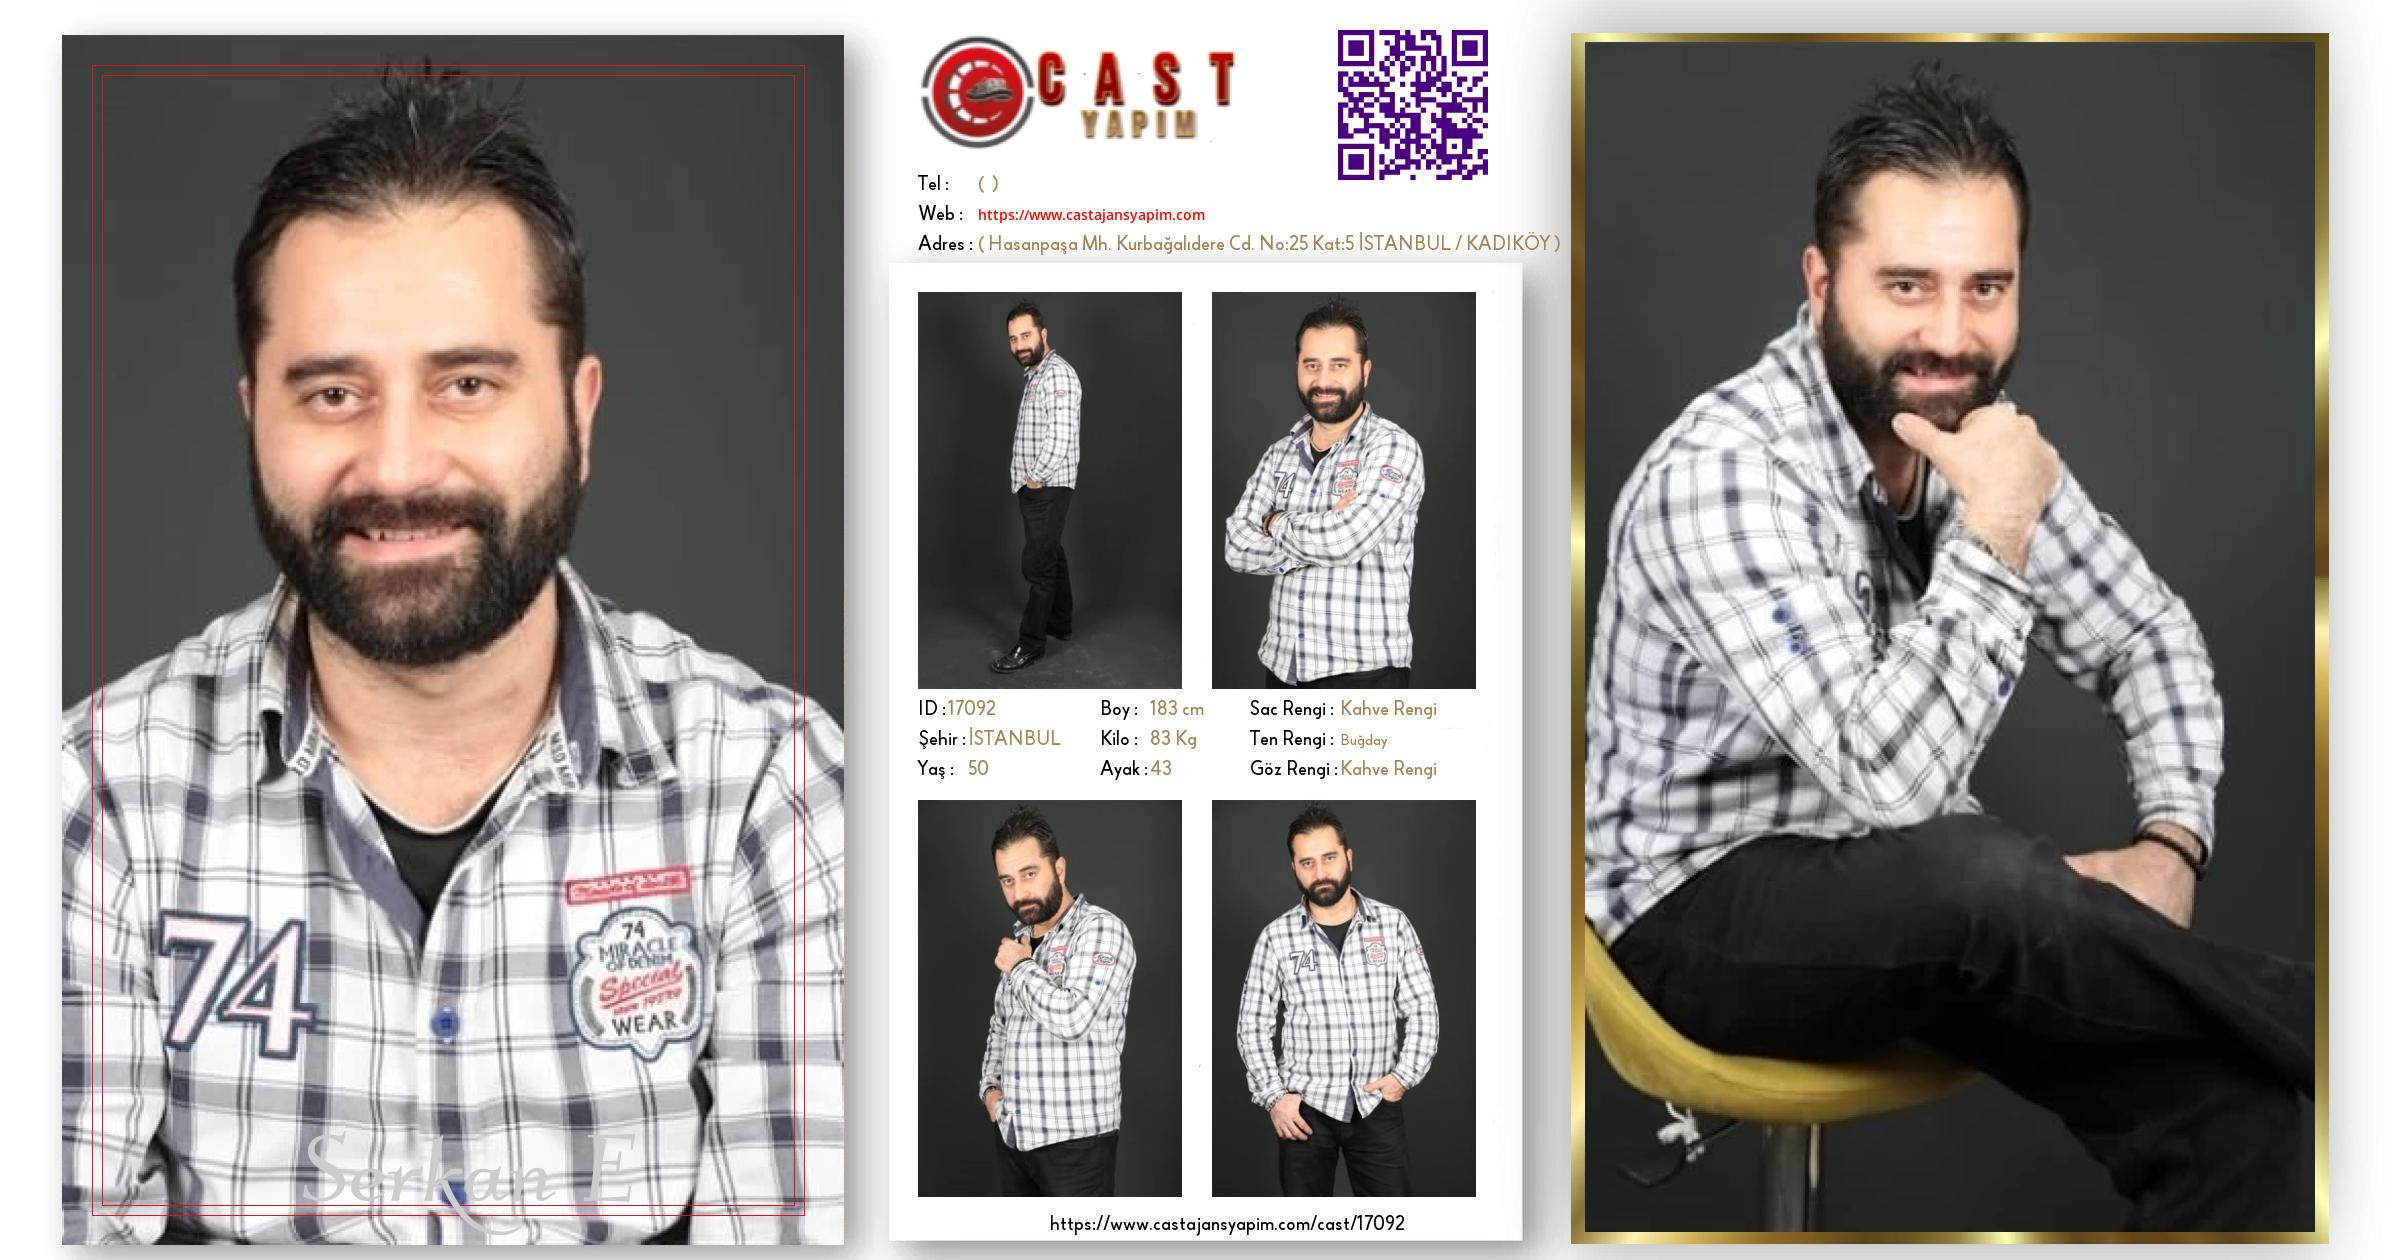 CAST
YAPIM
Tel : ( )
Web : https://www.castajansyapim.com
Adres : ( Hasanpaşa Mh. Kurbağalıdere Cd. No:25 Kat:5 İSTANBUL / KADIKÖY )
74
74
MIRACLE
OF DENIM
Special
WEAR
Serkan E
74
WEAR
ID : 17092 Boy : 183 cm Sac Rengi : Kahve Rengi
Şehir : İSTANBUL Kilo : 83 Kg Ten Rengi : Buğday
Yaş : 50 Ayak : 43 Göz Rengi : Kahve Rengi
74
https://www.castajansyapim.com/cast/17092